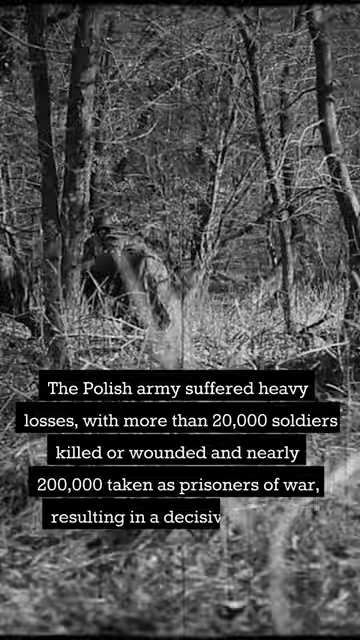 The Polish army suffered heavy
losses, with more than 20,000 soldiers
killed or wounded and nearly
200,000 taken as prisoners of war,
resulting in a decisiv